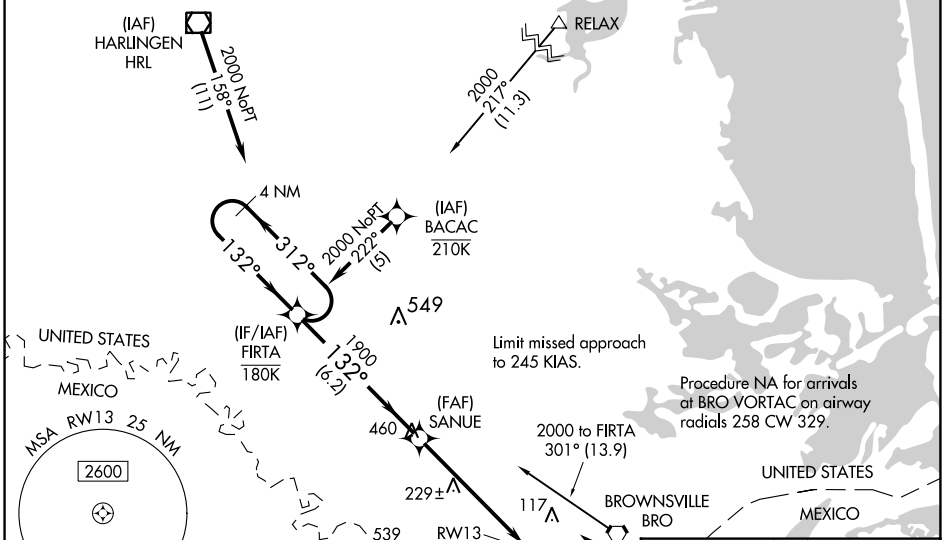 (IAF)
HARLINGEN
HRL
2000 NoPT
158°
(11)
RELAX
2000
217°
(11.3)
4 NM
312°
132°
2000 NoPT
222°
(5)
(IAF)
BACAC
210K
549
(IF/IAF)
FIRTA
180K
1900
132°
(6.2)
UNITED STATES
MEXICO
Limit missed approach
to 245 KIAS.
Procedure NA for arrivals
at BRO VORTAC on airway
radials 258 CW 329.
(FAF)
SANUE
460
MSA RW13 25 NM
2600
2000 to FIRTA
301° (13.9)
229±
117
BROWNSVILLE
BRO
UNITED STATES
MEXICO
539
RW13